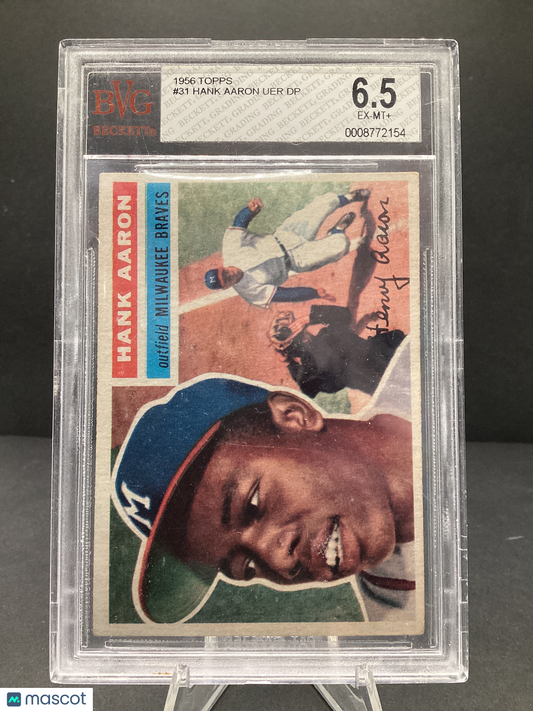 BVG
BECKETT
1956 TOPPS
#31 HANK AARON UER DP
6.5
EX-MT+
0008772154
HANK AARON
outfield MILWAUKEE BRAVES
Henry Aaron
M
M
mascot